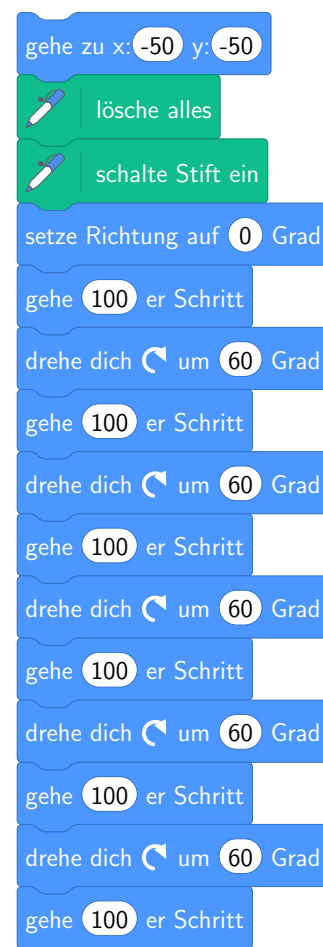 gehe zu x: -50 y: -50
lösche alles
schalte Stift ein
setze Richtung auf 0 Grad
gehe 100 er Schritt
drehe dich um 60 Grad
gehe 100 er Schritt
drehe dich um 60 Grad
gehe 100 er Schritt
drehe dich um 60 Grad
gehe 100 er Schritt
drehe dich um 60 Grad
gehe 100 er Schritt
drehe dich um 60 Grad
gehe 100 er Schritt